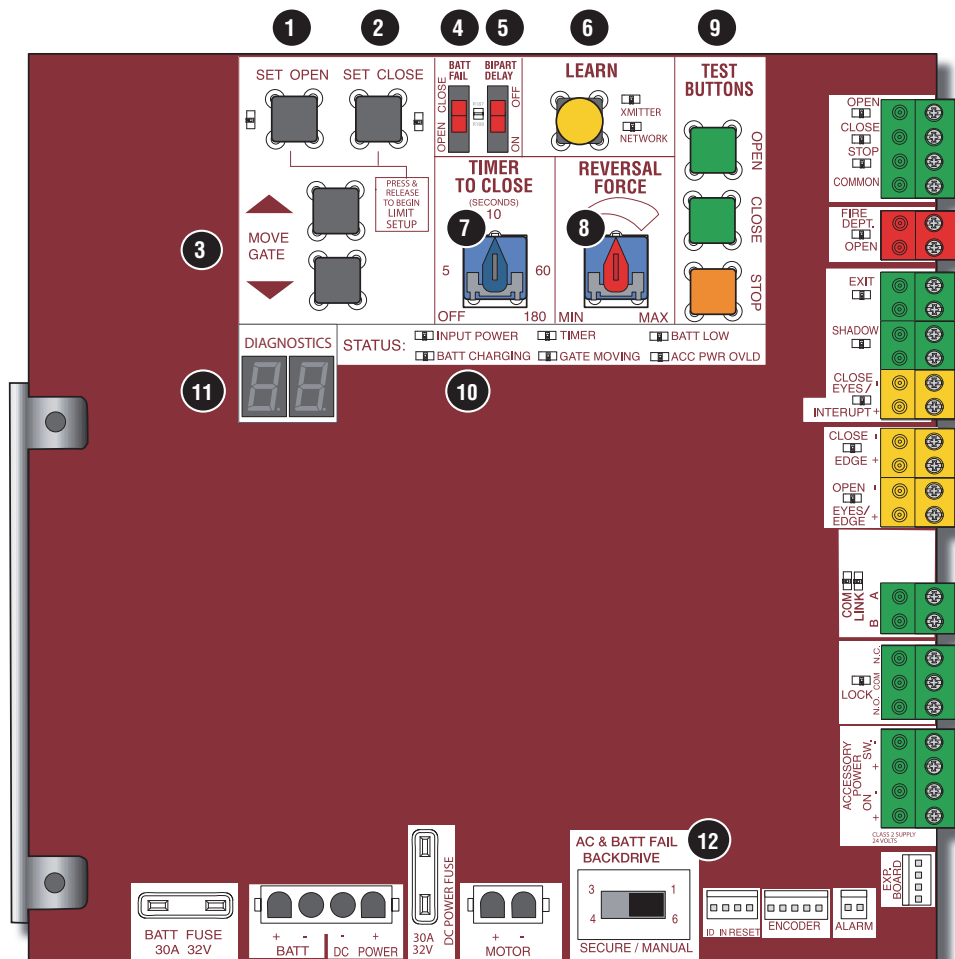 1
2
4
5
6
9
SET OPEN
SET CLOSE
BATT
FAIL
BIPART
DELAY
OPEN CLOSE
ON OFF
LEARN
XMITTER
NETWORK
TEST
BUTTONS
OPEN
CLOSE
STOP
PRESS &
RELEASE
TO BEGIN
LIMIT
SETUP
3
MOVE
GATE
TIMER
TO CLOSE
(SECONDS)
10
7
5
60
OFF
180
REVERSAL
FORCE
8
MIN
MAX
DIAGNOSTICS
11
STATUS:
INPUT POWER
TIMER
BATT LOW
BATT CHARGING
GATE MOVING
ACC PWR OVLD
10
OPEN
CLOSE
STOP
COMMON
FIRE
DEPT.
OPEN
EXIT
SHADOW
CLOSE -
EYES/
INTERUPT +
CLOSE -
EDGE +
OPEN -
EYES/
EDGE +
COM
LINK
A
B
LOCK
N.C.
COM
N.O.
ACCESSORY
POWER
SW.
- +
ON
- +
CLASS 2 SUPPLY
24 VOLTS
EXP.
BOARD
BATT FUSE
30A 32V
+ - - +
BATT
DC POWER
DC POWER FUSE
30A
32V
+ -
MOTOR
12
AC & BATT FAIL
BACKDRIVE
3 1
4 6
SECURE / MANUAL
ID IN RESET
ENCODER
ALARM